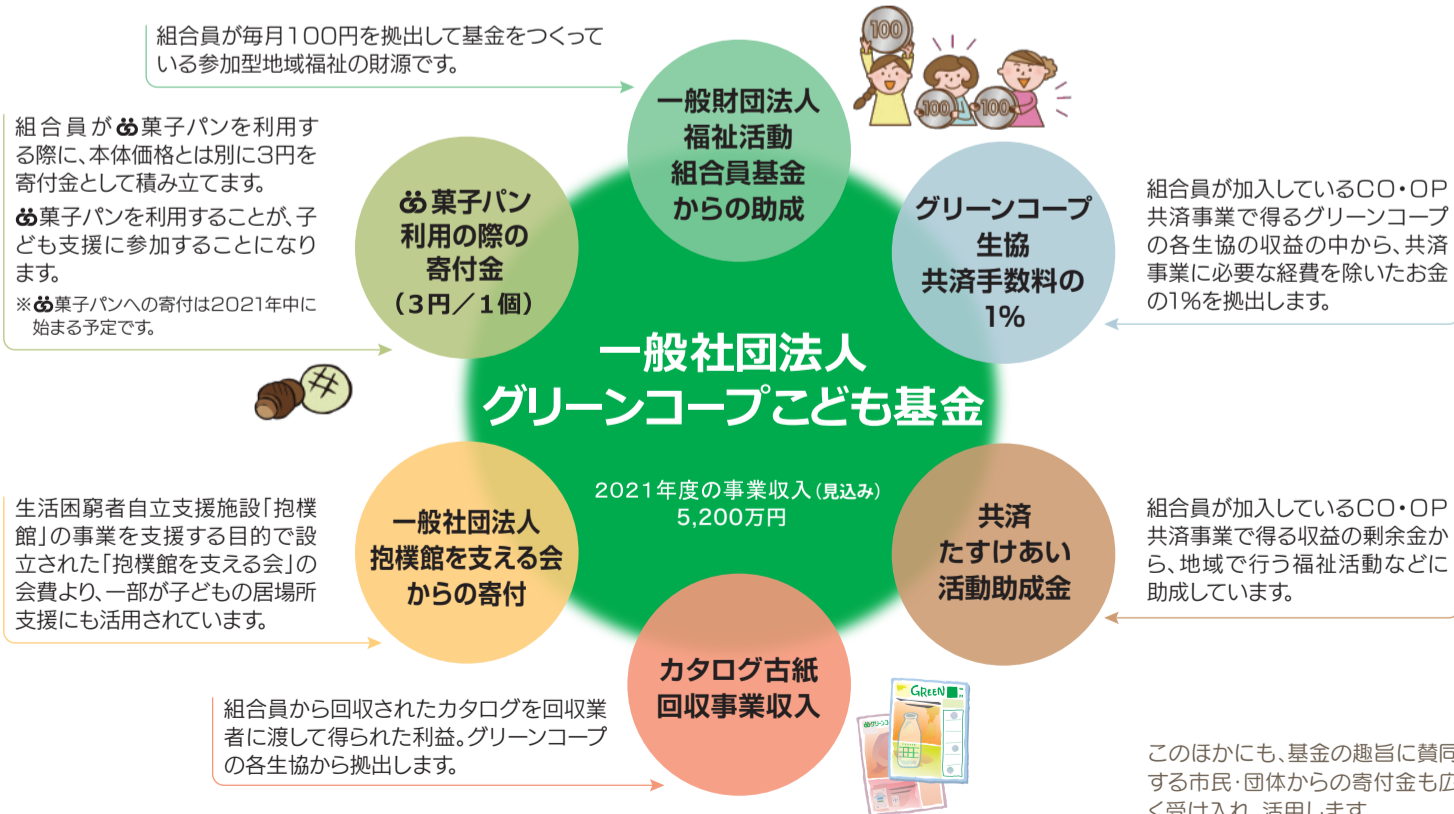 組合員が毎月100円を拠出して基金をつくって
いる参加型地域福祉の財源です。
100
100
100
一般財団法人
福祉活動
組合員基金
からの助成
組合員が菓子パンを利用す
る際に、本体価格とは別に3円を
寄付金として積み立てます。
菓子パンを利用することが、子
ども支援に参加することになり
ます。
※菓子パンへの寄付は2021年中に
始まる予定です。
菓子パン
利用の際の
寄付金
(3円/1個)
グリーンコープ
生協
共済手数料の
1%
組合員が加入しているCO・OP
共済事業で得るグリーンコープ
の各生協の収益の中から、共済
事業に必要な経費を除いたお金
の1%を拠出します。
一般社団法人
グリーンコープこども基金
2021年度の事業収入(見込み)
5,200万円
生活困窮者自立支援施設「抱樸
館」の事業を支援する目的で設
立された「抱樸館を支える会」の
会費より、一部が子どもの居場所
支援にも活用されています。
一般社団法人
抱樸館を支える会
からの寄付
共済
たすけあい
活動助成金
組合員が加入しているCO・OP
共済事業で得る収益の剰余金か
ら、地域で行う福祉活動などに
助成しています。
カタログ古紙
回収事業収入
組合員から回収されたカタログを回収業
者に渡して得られた利益。グリーンコープ
の各生協から拠出します。
GREEN
グリーンコ
このほかにも、基金の趣旨に賛同
する市民・団体からの寄付金も広
く受け入れ、活用します。